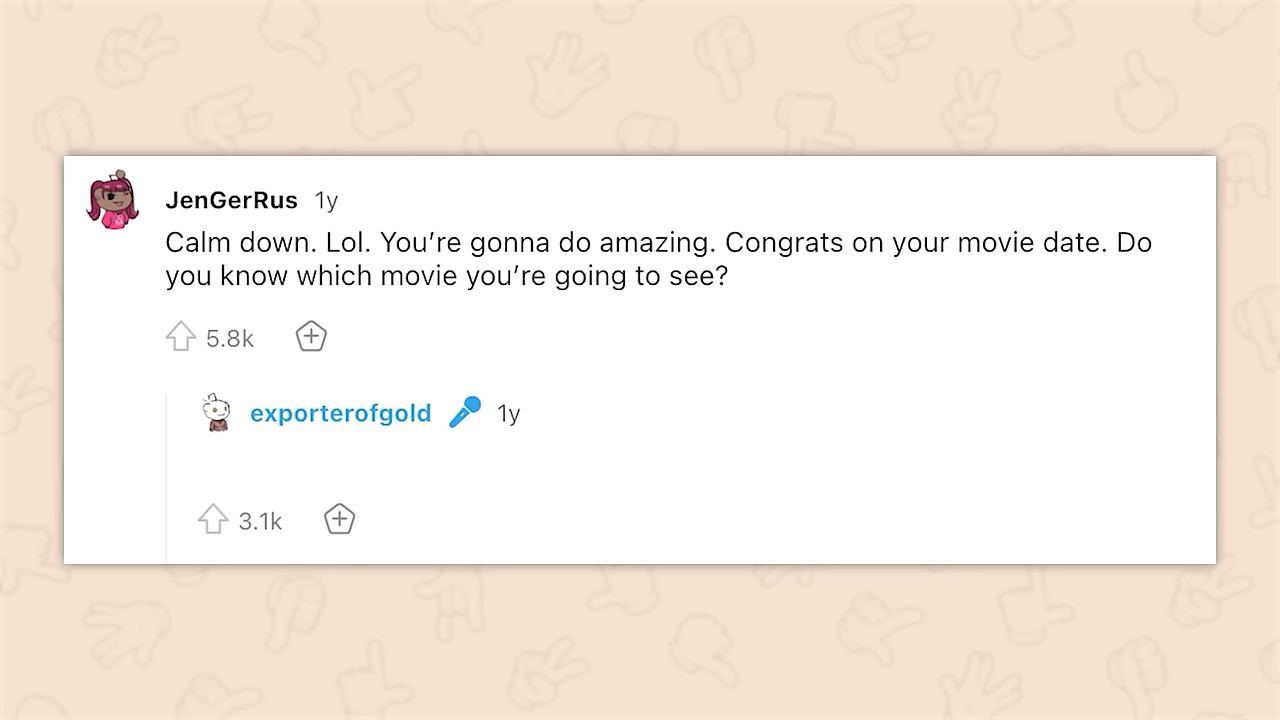 JenGerRus 1y
Calm down. Lol. You’re gonna do amazing. Congrats on your movie date. Do
you know which movie you’re going to see?
5.8k
exporterofgold 1y
3.1k